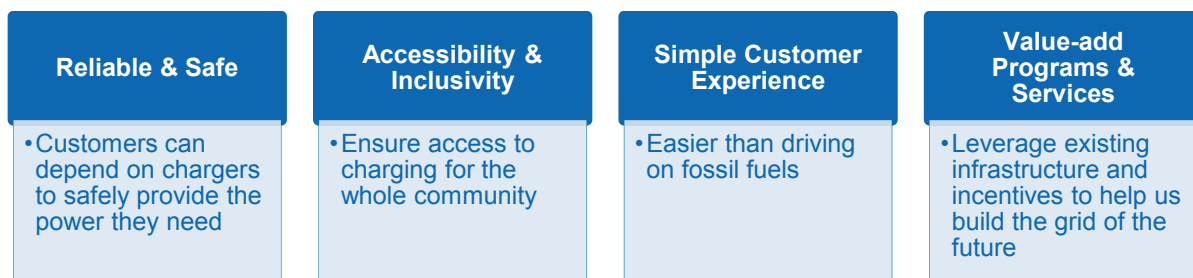 Reliable & Safe
•Customers can
depend on chargers
to safely provide the
power they need
Accessibility &
Inclusivity
•Ensure access to
charging for the
whole community
Simple Customer
Experience
•Easier than driving
on fossil fuels
Value-add
Programs &
Services
•Leverage existing
infrastructure and
incentives to help us
build the grid of the
future